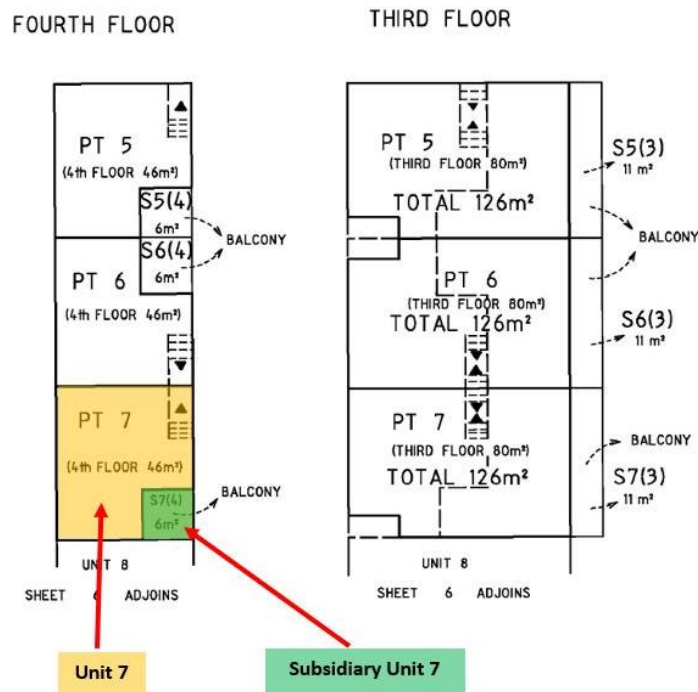 FOURTH FLOOR
PT 5
(4th FLOOR 46m²)
S5(4)
6m²
S6(4)
6m²
BALCONY
PT 6
(4th FLOOR 46m²)
PT 7
(4th FLOOR 46m²)
S7(4)
6m²
BALCONY
UNIT 8
SHEET 6 ADJOINS
THIRD FLOOR
PT 5
(THIRD FLOOR 80m²)
TOTAL 126m²
S5(3)
11 m²
BALCONY
PT 6
(THIRD FLOOR 80m²)
TOTAL 126m²
S6(3)
11 m²
PT 7
(THIRD FLOOR 80m²)
TOTAL 126m²
BALCONY
S7(3)
11 m²
UNIT 8
SHEET 6 ADJOINS
Unit 7
Subsidiary Unit 7